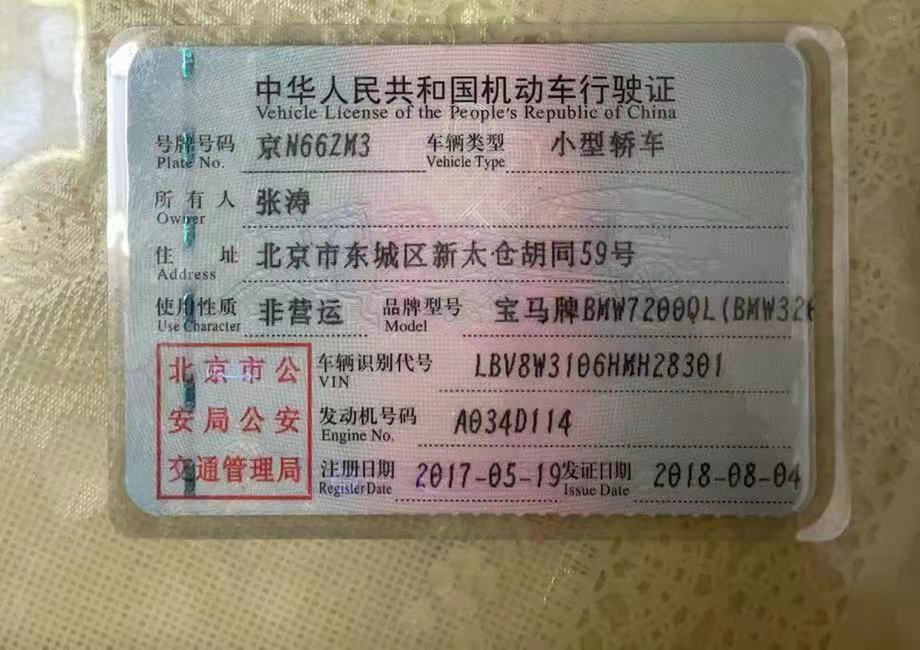 中华人民共和国机动车行驶证
Vehicle License of the People's Republic of China
号牌号码 京N66ZM3 车辆类型 小型轿车
Plate No. Vehicle Type
所有人 张涛
Owner
住址 北京市东城区新太仓胡同59号
Address
使用性质 非营运 品牌型号 宝马牌BMW7200QL(BMW32
Use Character Model
北京市公 车辆识别代号 LBV8W3106HMH28301
VIN
安局公安 发动机号码 A034D114
Engine No.
交通管理局 注册日期 2017-05-19 发证日期 2018-08-04
Register Date Issue Date